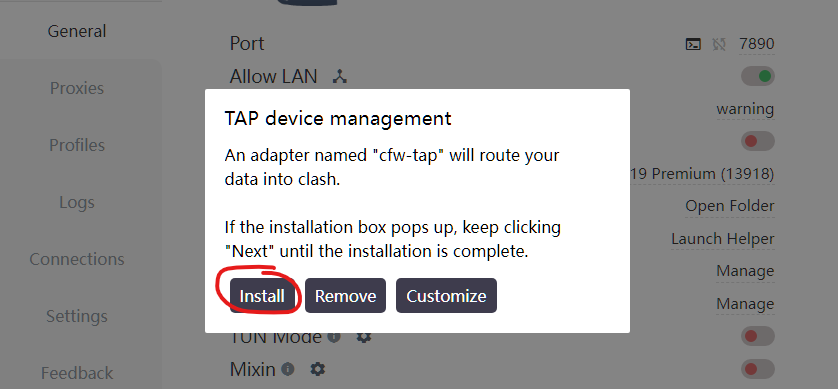 General
Proxies
Profiles
Logs
Connections
Settings
Feedback
Port
7890
Allow LAN
TAP device management
An adapter named "cfw-tap" will route your
data into clash.
If the installation box pops up, keep clicking
"Next" until the installation is complete.
Install Remove Customize
warning
19 Premium (13918)
Open Folder
Launch Helper
Manage
Manage
TUN Mode
Mixin